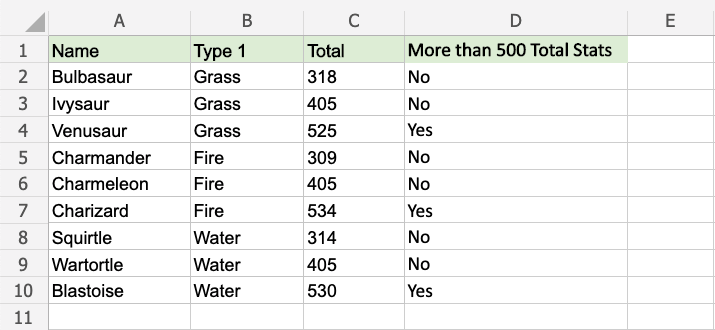 A B C D E
1 Name Type 1 Total More than 500 Total Stats
2 Bulbasaur Grass 318 No
3 Ivysaur Grass 405 No
4 Venusaur Grass 525 Yes
5 Charmander Fire 309 No
6 Charmeleon Fire 405 No
7 Charizard Fire 534 Yes
8 Squirtle Water 314 No
9 Wartortle Water 405 No
10 Blastoise Water 530 Yes
11